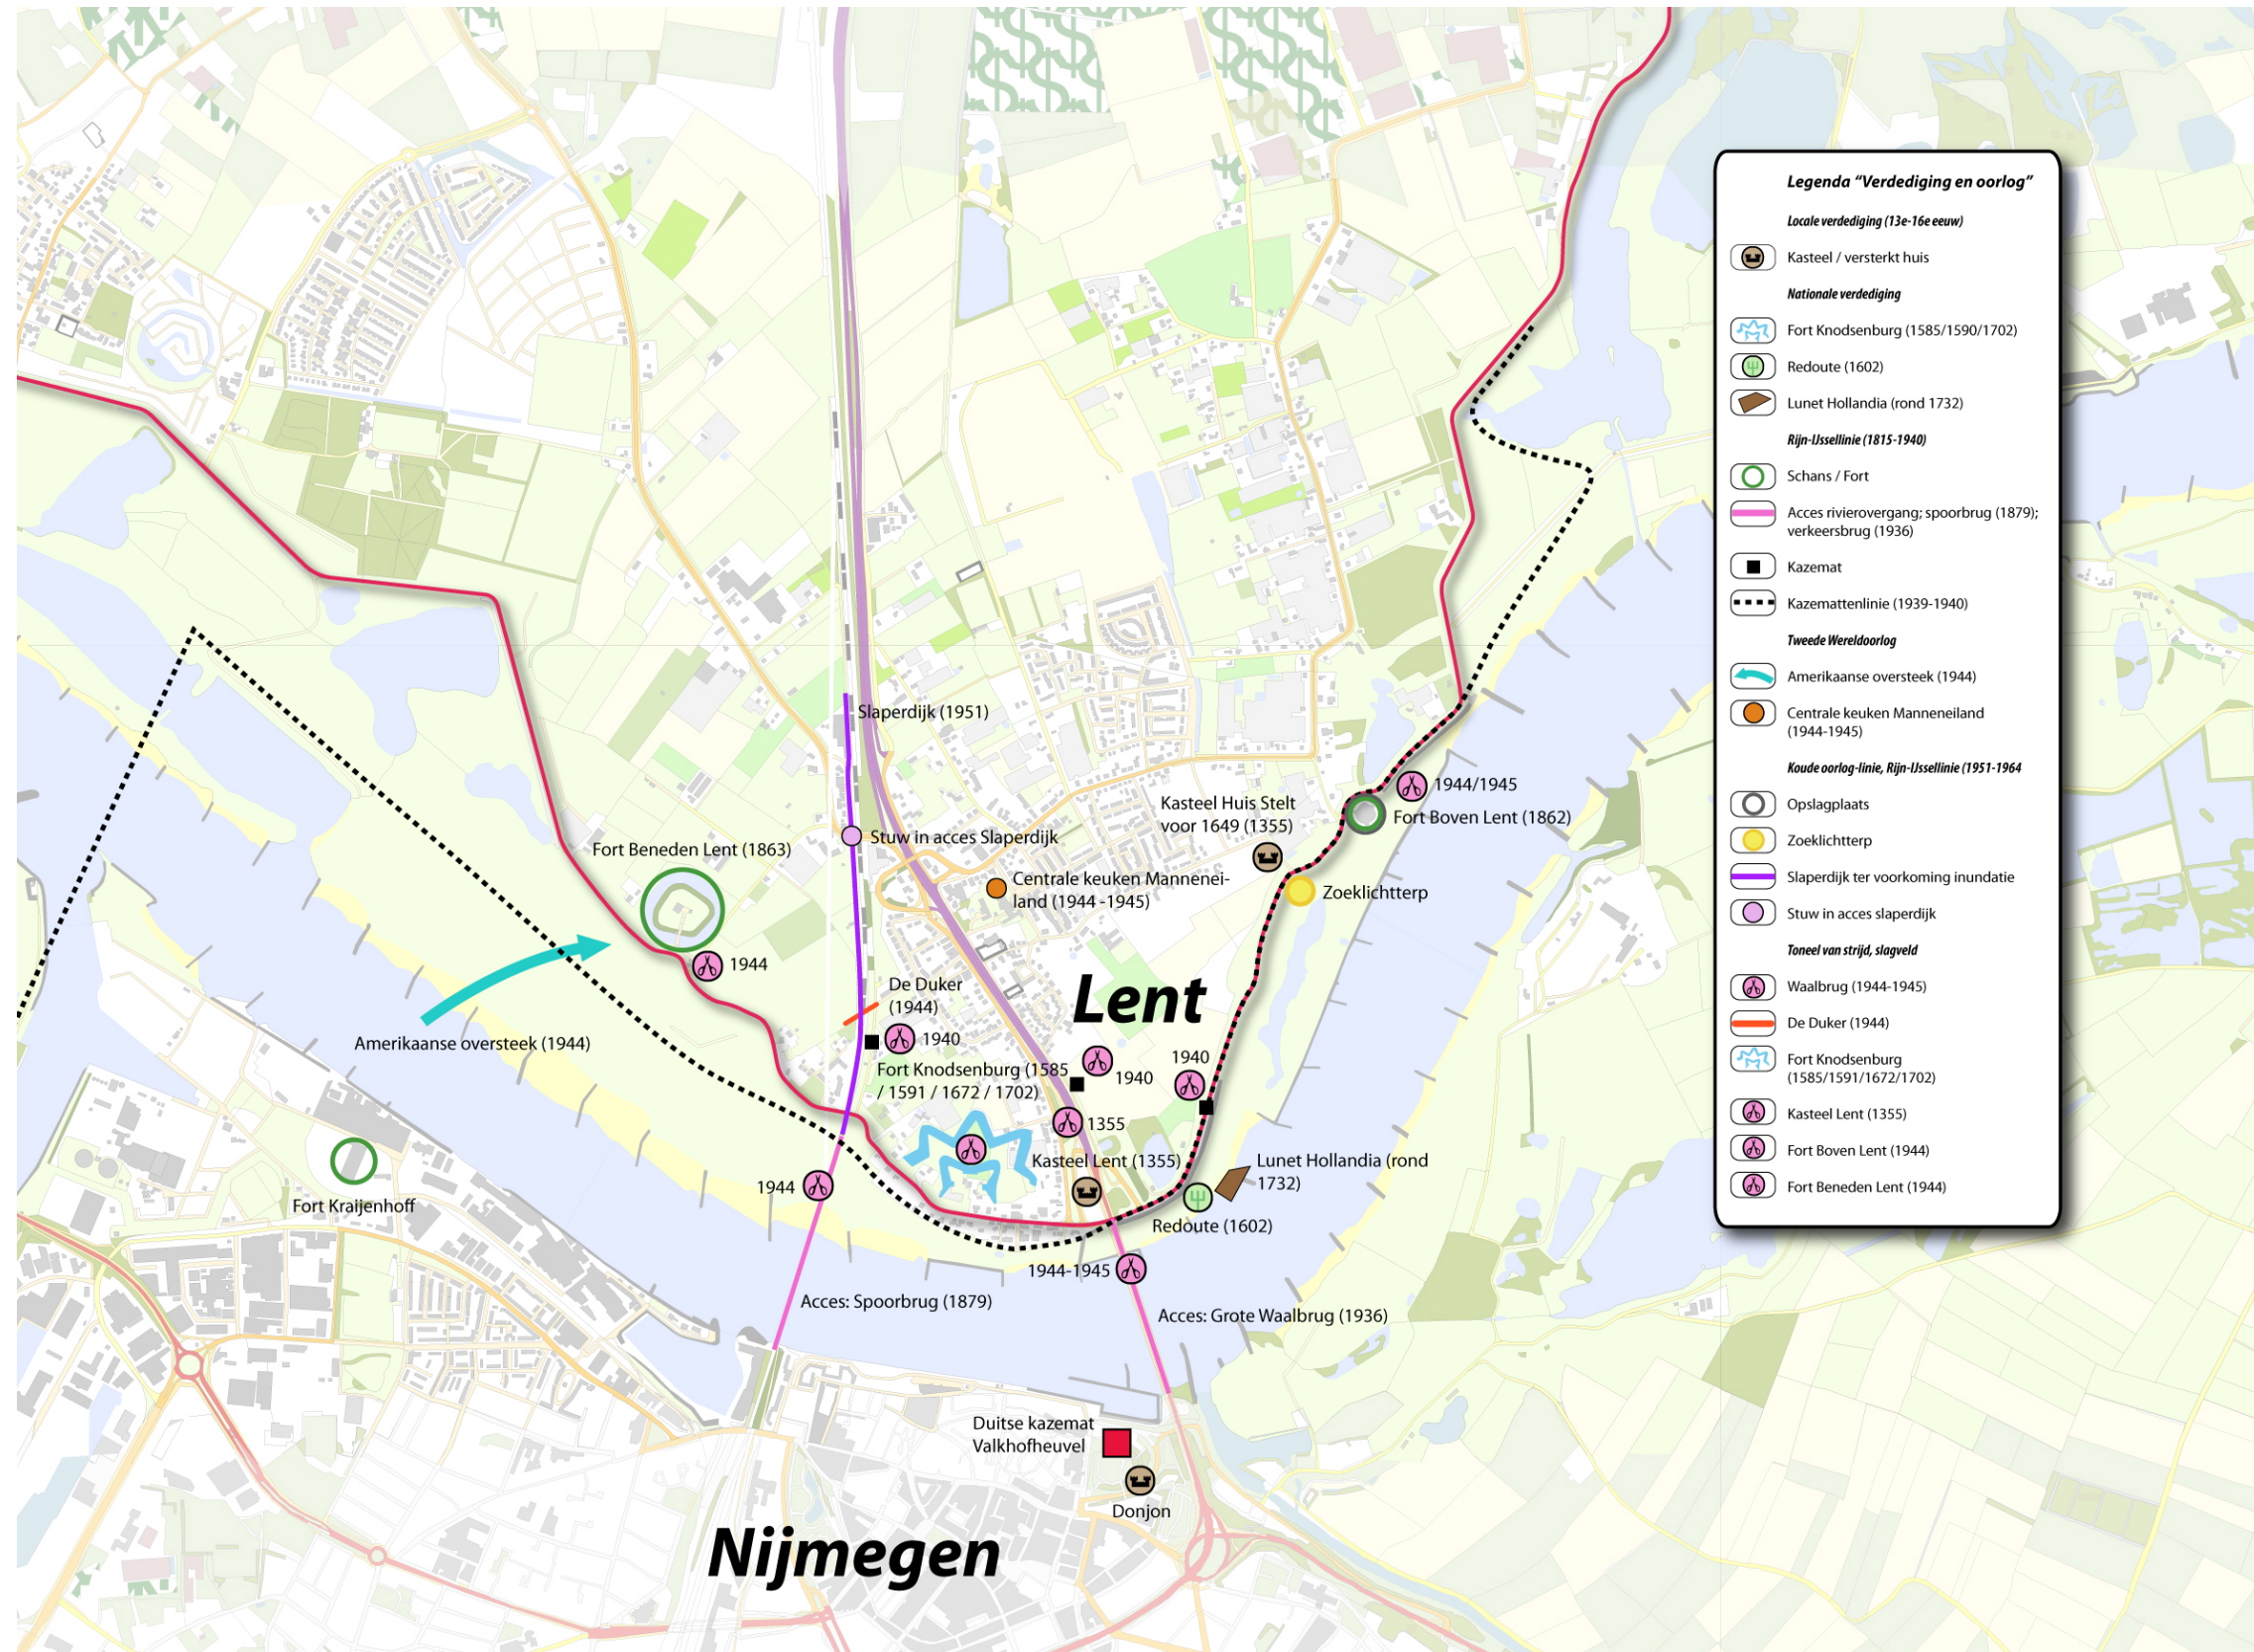 Legenda “Verdediging en oorlog”
Locale verdediging (13e-16e eeuw)
Kasteel / versterkt huis
Nationale verdediging
Fort Knodsenburg (1585/1590/1702)
Redoute (1602)
Lunet Hollandia (rond 1732)
Rijn-IJssellinie (1815-1940)
Schans / Fort
Acces rivierovergang; spoorbrug (1879);
verkeersbrug (1936)
Kazemat
Kazemattenlinie (1939-1940)
Tweede Wereldoorlog
Amerikaanse oversteek (1944)
Centrale keuken Manneneiland
(1944-1945)
Koude oorlog-linie, Rijn-IJssellinie (1951-1964
Opslagplaats
Zoeklichtterp
Slaperdijk ter voorkoming inundatie
Stuw in acces slaperdijk
Toneel van strijd, slagveld
Waalbrug (1944-1945)
De Duker (1944)
Fort Knodsenburg
(1585/1591/1672/1702)
Kasteel Lent (1355)
Fort Boven Lent (1944)
Fort Beneden Lent (1944)
Slaperdijk (1951)
1944/1945
Kasteel Huis Stelt
voor 1649 (1355)
Fort Boven Lent (1862)
Stuw in acces Slaperdijk
Fort Beneden Lent (1863)
Centrale keuken Mannenei-
land (1944 -1945)
Zoeklichtterp
1944
De Duker
(1944)
Lent
Amerikaanse oversteek (1944)
1940
1940
1940
Fort Knodsenburg (1585
/ 1591 / 1672 / 1702)
1355
Kasteel Lent (1355)
Lunet Hollandia (rond
1732)
1944
Fort Kraijenhoff
Redoute (1602)
1944-1945
Acces: Spoorbrug (1879)
Acces: Grote Waalbrug (1936)
Duitse kazemat
Valkhofheuvel
Donjon
Nijmegen